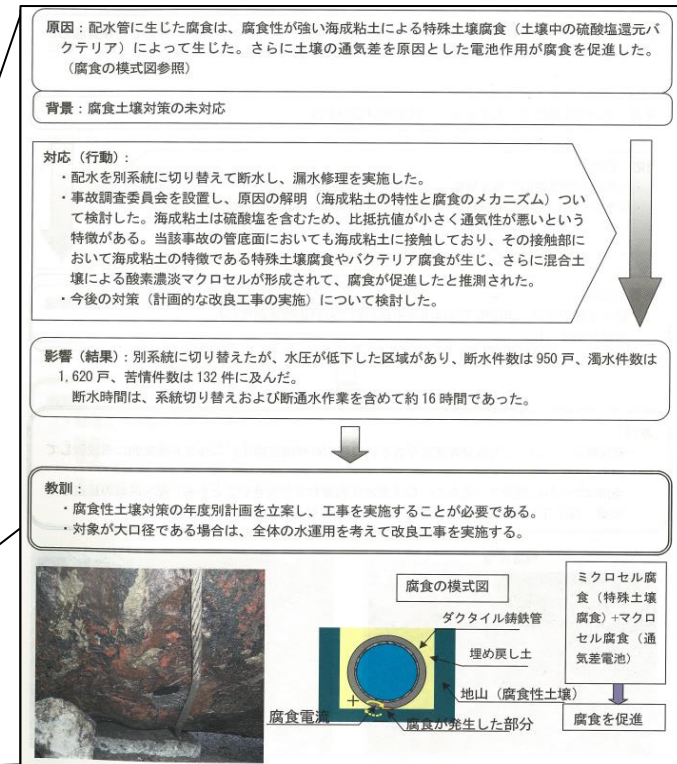 原因：配水管に生じた腐食は、腐食性が強い海成粘土による特殊土壌腐食（土壌中の硫酸塩還元バ
クテリア）によって生じた。さらに土壌の通気差を原因とした電池作用が腐食を促進した。
（腐食の模式図参照）
背景：腐食土壌対策の未対応
対応（行動）：
・配水を別系統に切り替えて断水し、漏水修理を実施した。
・事故調査委員会を設置し、原因の解明（海成粘土の特性と腐食のメカニズム）つい
て検討した。海成粘土は硫酸塩を含むため、比抵抗値が小さく通気性が悪いという
特徴がある。当該事故の管底面においても海成粘土に接触しており、その接触部に
おいて海成粘土の特徴である特殊土壌腐食やバクテリア腐食が生じ、さらに混合土
壌による酸素濃淡マクロセルが形成されて、腐食が促進したと推測された。
・今後の対策（計画的な改良工事の実施）について検討した。
影響（結果）：別系統に切り替えたが、水圧が低下した区域があり、断水件数は 950 戸、濁水件数は
1,620 戸、苦情件数は 132 件に及んだ。
断水時間は、系統切り替えおよび断通水作業を含めて約 16 時間であった。
教訓：
・腐食性土壌対策の年度別計画を立案し、工事を実施することが必要である。
・対象が大口径である場合は、全体の水運用を考えて改良工事を実施する。
腐食の模式図
ダクタイル鋳鉄管
埋め戻し土
地山（腐食性土壌）
腐食電流
腐食が発生した部分
ミクロセル腐
食（特殊土壌
腐食）+マクロ
セル腐食（通
気差電池）
腐食を促進